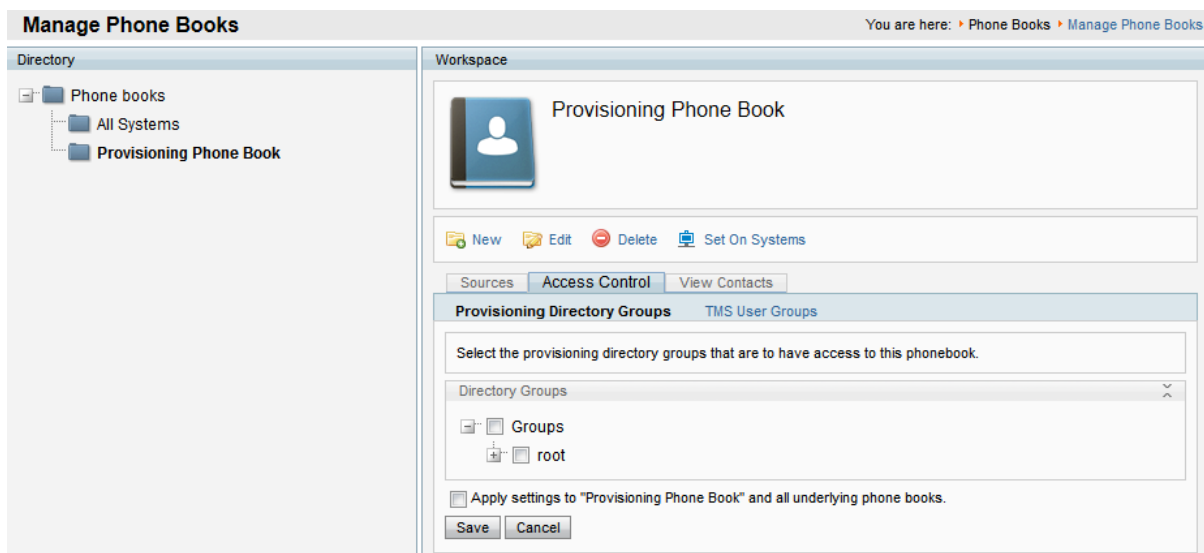 Manage Phone Books
You are here: Phone Books Manage Phone Books
Directory
Phone books
All Systems
Provisioning Phone Book
Workspace
Provisioning Phone Book
New Edit Delete Set On Systems
Sources Access Control View Contacts
Provisioning Directory Groups TMS User Groups
Select the provisioning directory groups that are to have access to this phonebook.
Directory Groups
Groups
root
Apply settings to "Provisioning Phone Book" and all underlying phone books.
Save Cancel